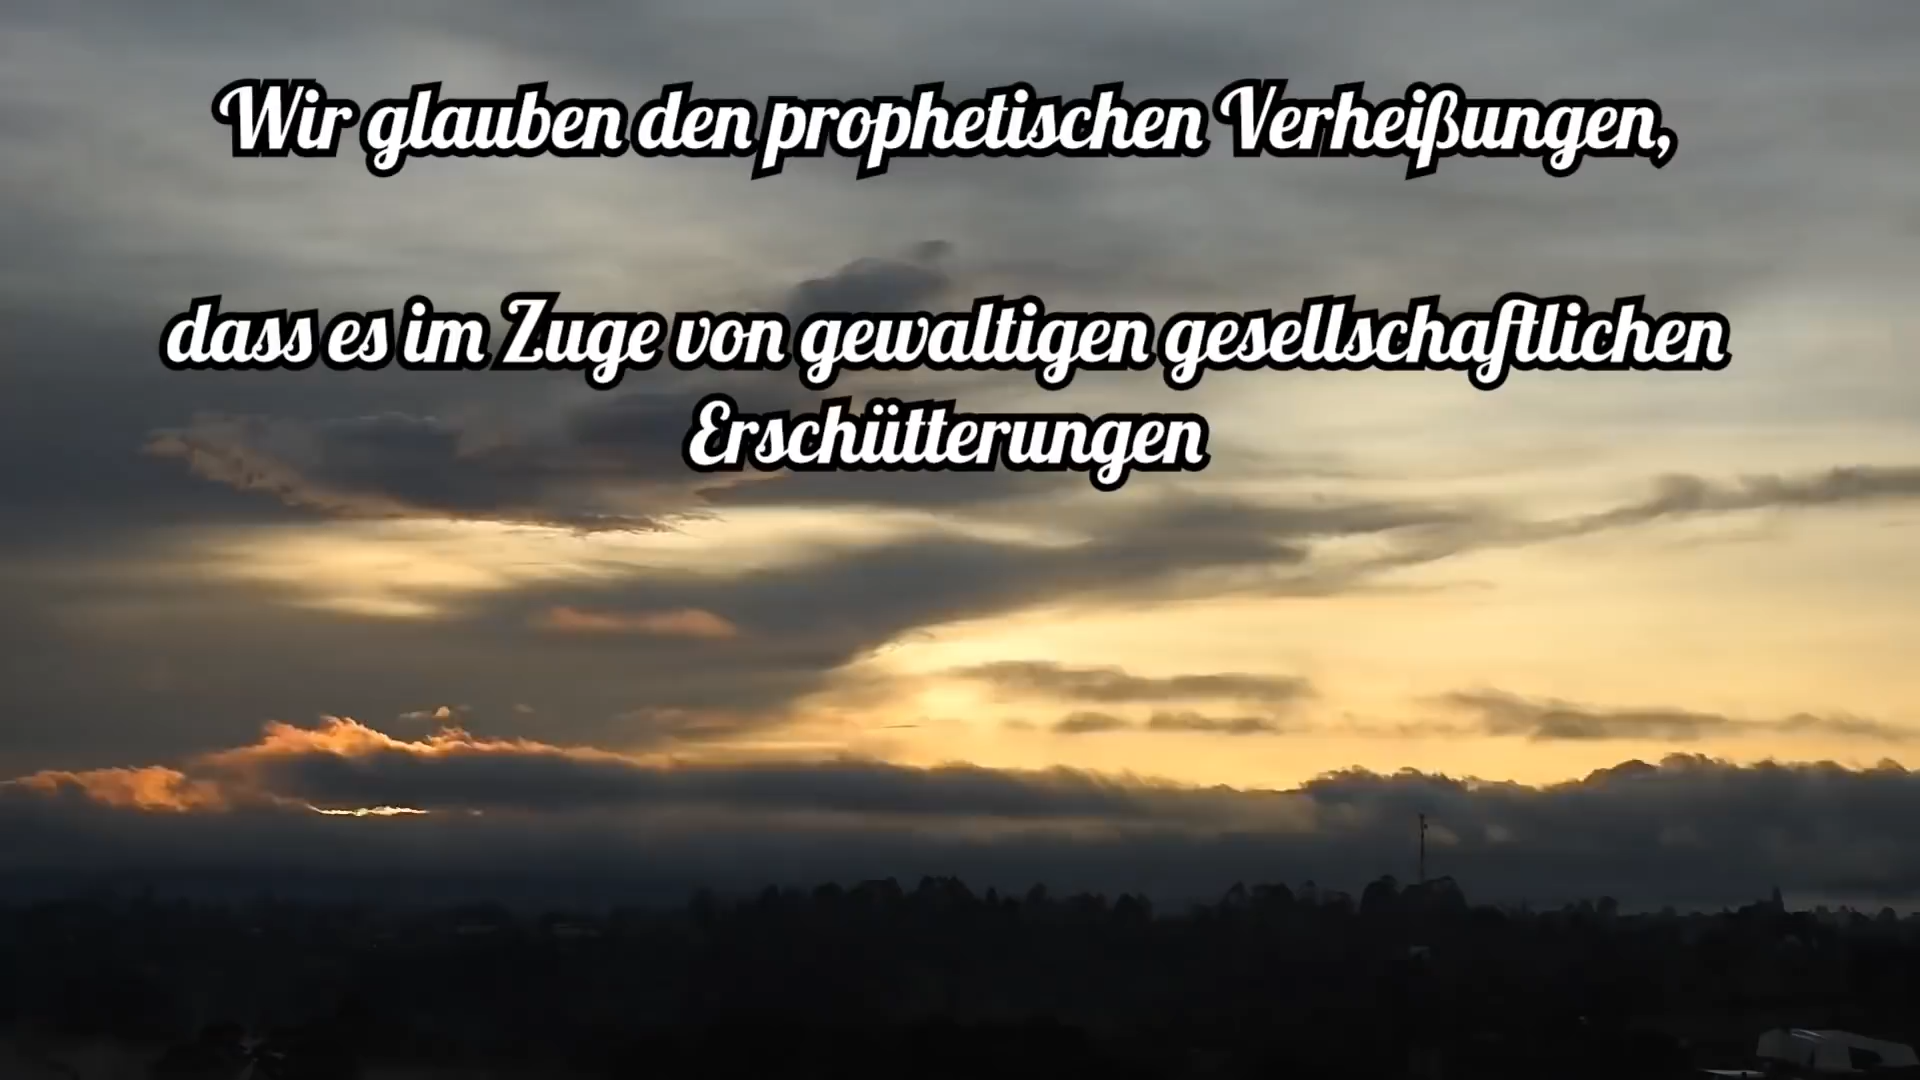 Wir glauben den prophetischen Verheißungen,
dass es im Zuge von gewaltigen gesellschaftlichen
Erschütterungen